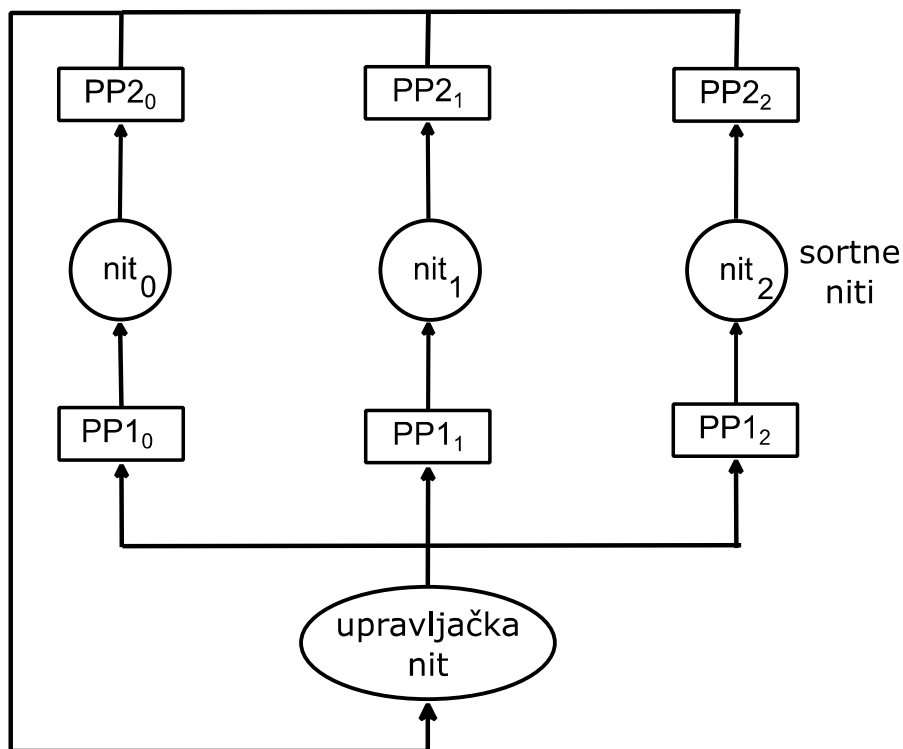 PP2₀
PP2₁
PP2₂
nit₀
nit₁
nit₂
sortne
niti
PP1₀
PP1₁
PP1₂
upravljačka
nit